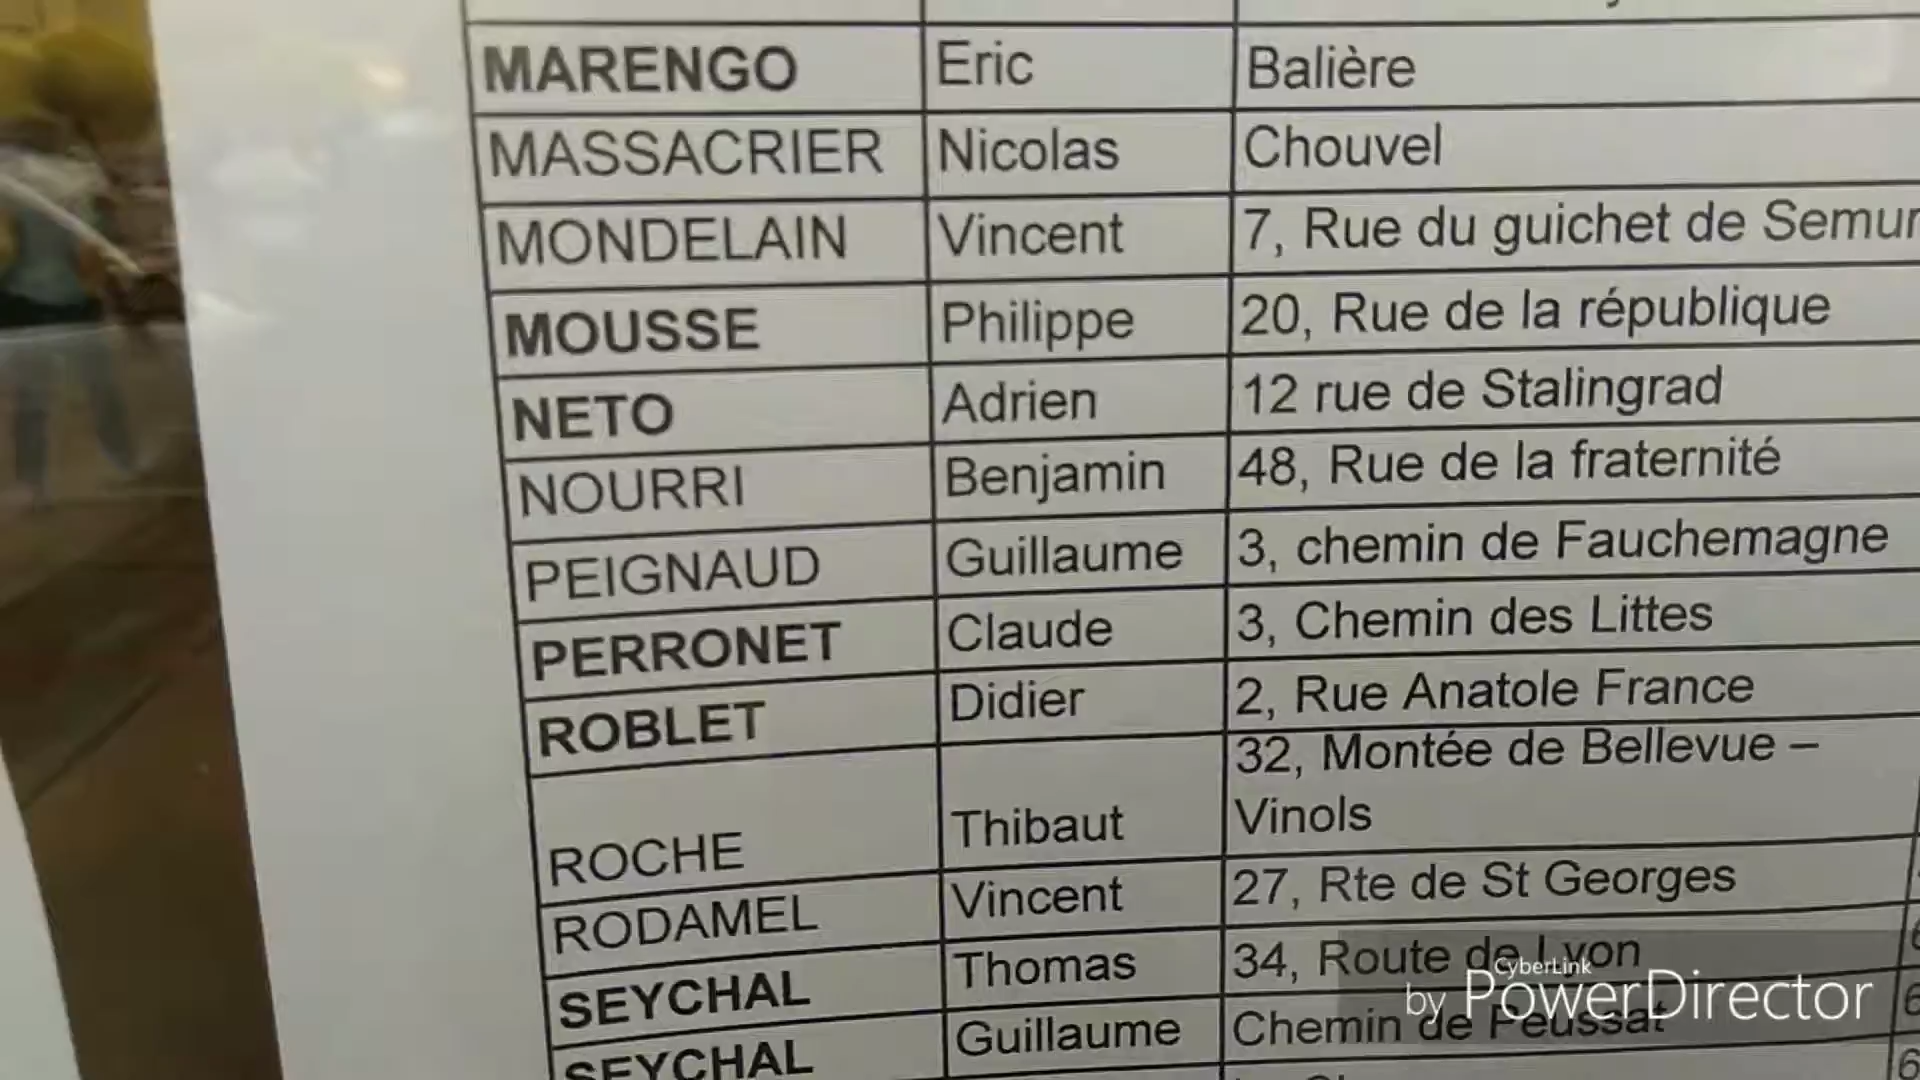 MARENGO Eric Balière
MASSACRIER Nicolas Chouvel
MONDELAIN Vincent 7, Rue du guichet de Semur
MOUSSE Philippe 20, Rue de la république
NETO Adrien 12 rue de Stalingrad
NOURRI Benjamin 48, Rue de la fraternité
PEIGNAUD Guillaume 3, chemin de Fauchemagne
PERRONET Claude 3, Chemin des Littes
ROBLET Didier 2, Rue Anatole France
ROCHE Thibaut 32, Montée de Bellevue –
Vinols
RODAMEL Vincent 27, Rte de St Georges
SEYCHAL Thomas 34, Route de Lyon
SEYCHAL Guillaume Chemin de Peussat
CyberLink
by PowerDirector